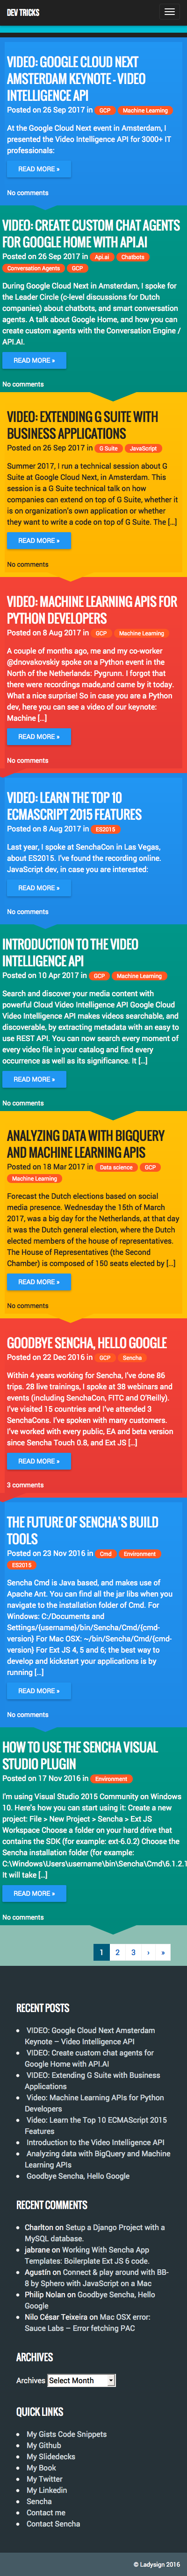 DEV TRICKS
VIDEO: GOOGLE CLOUD NEXT
AMSTERDAM KEYNOTE - VIDEO
INTELLIGENCE API
Posted on 26 Sep 2017 in GCP Machine Learning
At the Google Cloud Next event in Amsterdam, I
presented the Video Intelligence API for 3000+ IT
professionals:
READ MORE »
No comments
VIDEO: CREATE CUSTOM CHAT AGENTS
FOR GOOGLE HOME WITH API.AI
Posted on 26 Sep 2017 in Api.ai Chatbots
Conversation Agents GCP
During Google Cloud Next in Amsterdam, I spoke for
the Leader Circle (c-level discussions for Dutch
companies) about chatbots, and smart conversation
agents. A talk about Google Home, and how you can
create custom agents with the Conversation Engine /
API.AI.
READ MORE »
No comments
VIDEO: EXTENDING G SUITE WITH
BUSINESS APPLICATIONS
Posted on 26 Sep 2017 in G Suite JavaScript
Summer 2017, I run a technical session about G
Suite at Google Cloud Next, in Amsterdam. This
session is a G Suite technical talk on how
companies can extend on top of G Suite, whether it
is an organization's own application or whether
they want to write a code on top of G Suite. The [...]
READ MORE »
No comments
VIDEO: MACHINE LEARNING APIS FOR
PYTHON DEVELOPERS
Posted on 8 Aug 2017 in GCP Machine Learning
A couple of months ago, me and my co-worker
@dnovakovskiy spoke on a Python event in the
North of the Netherlands: Pygrunn. I forgot that
there were recordings made,and came by it today.
What a nice surprise! So in case you are a Python
dev, here you can see a video of our keynote:
Machine [...]
READ MORE »
No comments
VIDEO: LEARN THE TOP 10
ECMASCRIPT 2015 FEATURES
Posted on 8 Aug 2017 in ES2015
Last year, I spoke at SenchaCon in Las Vegas,
about ES2015. I've found the recording online.
JavaScript dev, in case you are interested:
READ MORE »
No comments
INTRODUCTION TO THE VIDEO
INTELLIGENCE API
Posted on 10 Apr 2017 in GCP Machine Learning
Search and discover your media content with
powerful Cloud Video Intelligence API Google Cloud
Video Intelligence API makes videos searchable, and
discoverable, by extracting metadata with an easy to
use REST API. You can now search every moment of
every video file in your catalog and find every
occurrence as well as its significance. It [...]
READ MORE »
No comments
ANALYZING DATA WITH BIGQUERY
AND MACHINE LEARNING APIS
Posted on 18 Mar 2017 in Data science GCP
Machine Learning
Forecast the Dutch elections based on social
media presence. Wednesday the 15th of March
2017, was a big day for the Netherlands, at that day
it was the Dutch general election, where the Dutch
elected members of the house of representatives.
The House of Representatives (the Second
Chamber) is composed of 150 seats elected by [...]
READ MORE »
No comments
GOODBYE SENCHA, HELLO GOOGLE
Posted on 22 Dec 2016 in GCP Sencha
Within 4 years working for Sencha, I've done 86
trips. 28 live trainings, I spoke at 38 webinars and
events (including SenchaCon, FITC and O'Reilly).
I've visited 15 countries and I've attended 3
SenchaCons. I've spoken with many customers.
I've worked with every public, EA and beta version
since Sencha Touch 0.8, and Ext JS [...]
READ MORE »
3 comments
THE FUTURE OF SENCHA'S BUILD
TOOLS
Posted on 23 Nov 2016 in Cmd Environment
ES2015
Sencha Cmd is Java based, and makes use of
Apache Ant. You can find all the jar libs when you
navigate to the installation folder of Cmd. For
Windows: C:/Documents and
Settings/{username}/bin/Sencha/Cmd/{cmd-
version} For Mac OSX: ~/bin/Sencha/Cmd/{cmd-
version} For Ext JS 4, 5 and 6; the best way to
develop and kickstart your applications is by
running [...]
READ MORE »
No comments
HOW TO USE THE SENCHA VISUAL
STUDIO PLUGIN
Posted on 17 Nov 2016 in Environment
I'm using Visual Studio 2015 Community on Windows
10. Here's how you can start using it: Create a new
project: File > New Project > Sencha > Ext JS
Workspace Choose a folder on your hard drive that
contains the SDK (for example: ext-6.0.2) Choose the
Sencha installation folder (for example:
C:\Windows\Users\username\bin\Sencha\Cmd\6.1.2.1
It will take [...]
READ MORE »
No comments
1 2 3 › »
RECENT POSTS
VIDEO: Google Cloud Next Amsterdam
Keynote – Video Intelligence API
VIDEO: Create custom chat agents for
Google Home with API.AI
VIDEO: Extending G Suite with Business
Applications
Video: Machine Learning APIs for Python
Developers
Video: Learn the Top 10 ECMAScript 2015
Features
Introduction to the Video Intelligence API
Analyzing data with BigQuery and Machine
Learning APIs
Goodbye Sencha, Hello Google
RECENT COMMENTS
Charlton on Setup a Django Project with a
MySQL database.
jabrane on Working With Sencha App
Templates: Boilerplate Ext JS 6 code.
Agustín on Connect & play around with BB-
8 by Sphero with JavaScript on a Mac
Philip Nolan on Goodbye Sencha, Hello
Google
Nilo César Teixeira on Mac OSX error:
Sauce Labs – Error fetching PAC
ARCHIVES
Archives Select Month
QUICK LINKS
My Gists Code Snippets
My Github
My Slidedecks
My Book
My Twitter
My Linkedin
Sencha
Contact me
Contact Sencha
© Ladysign 2016